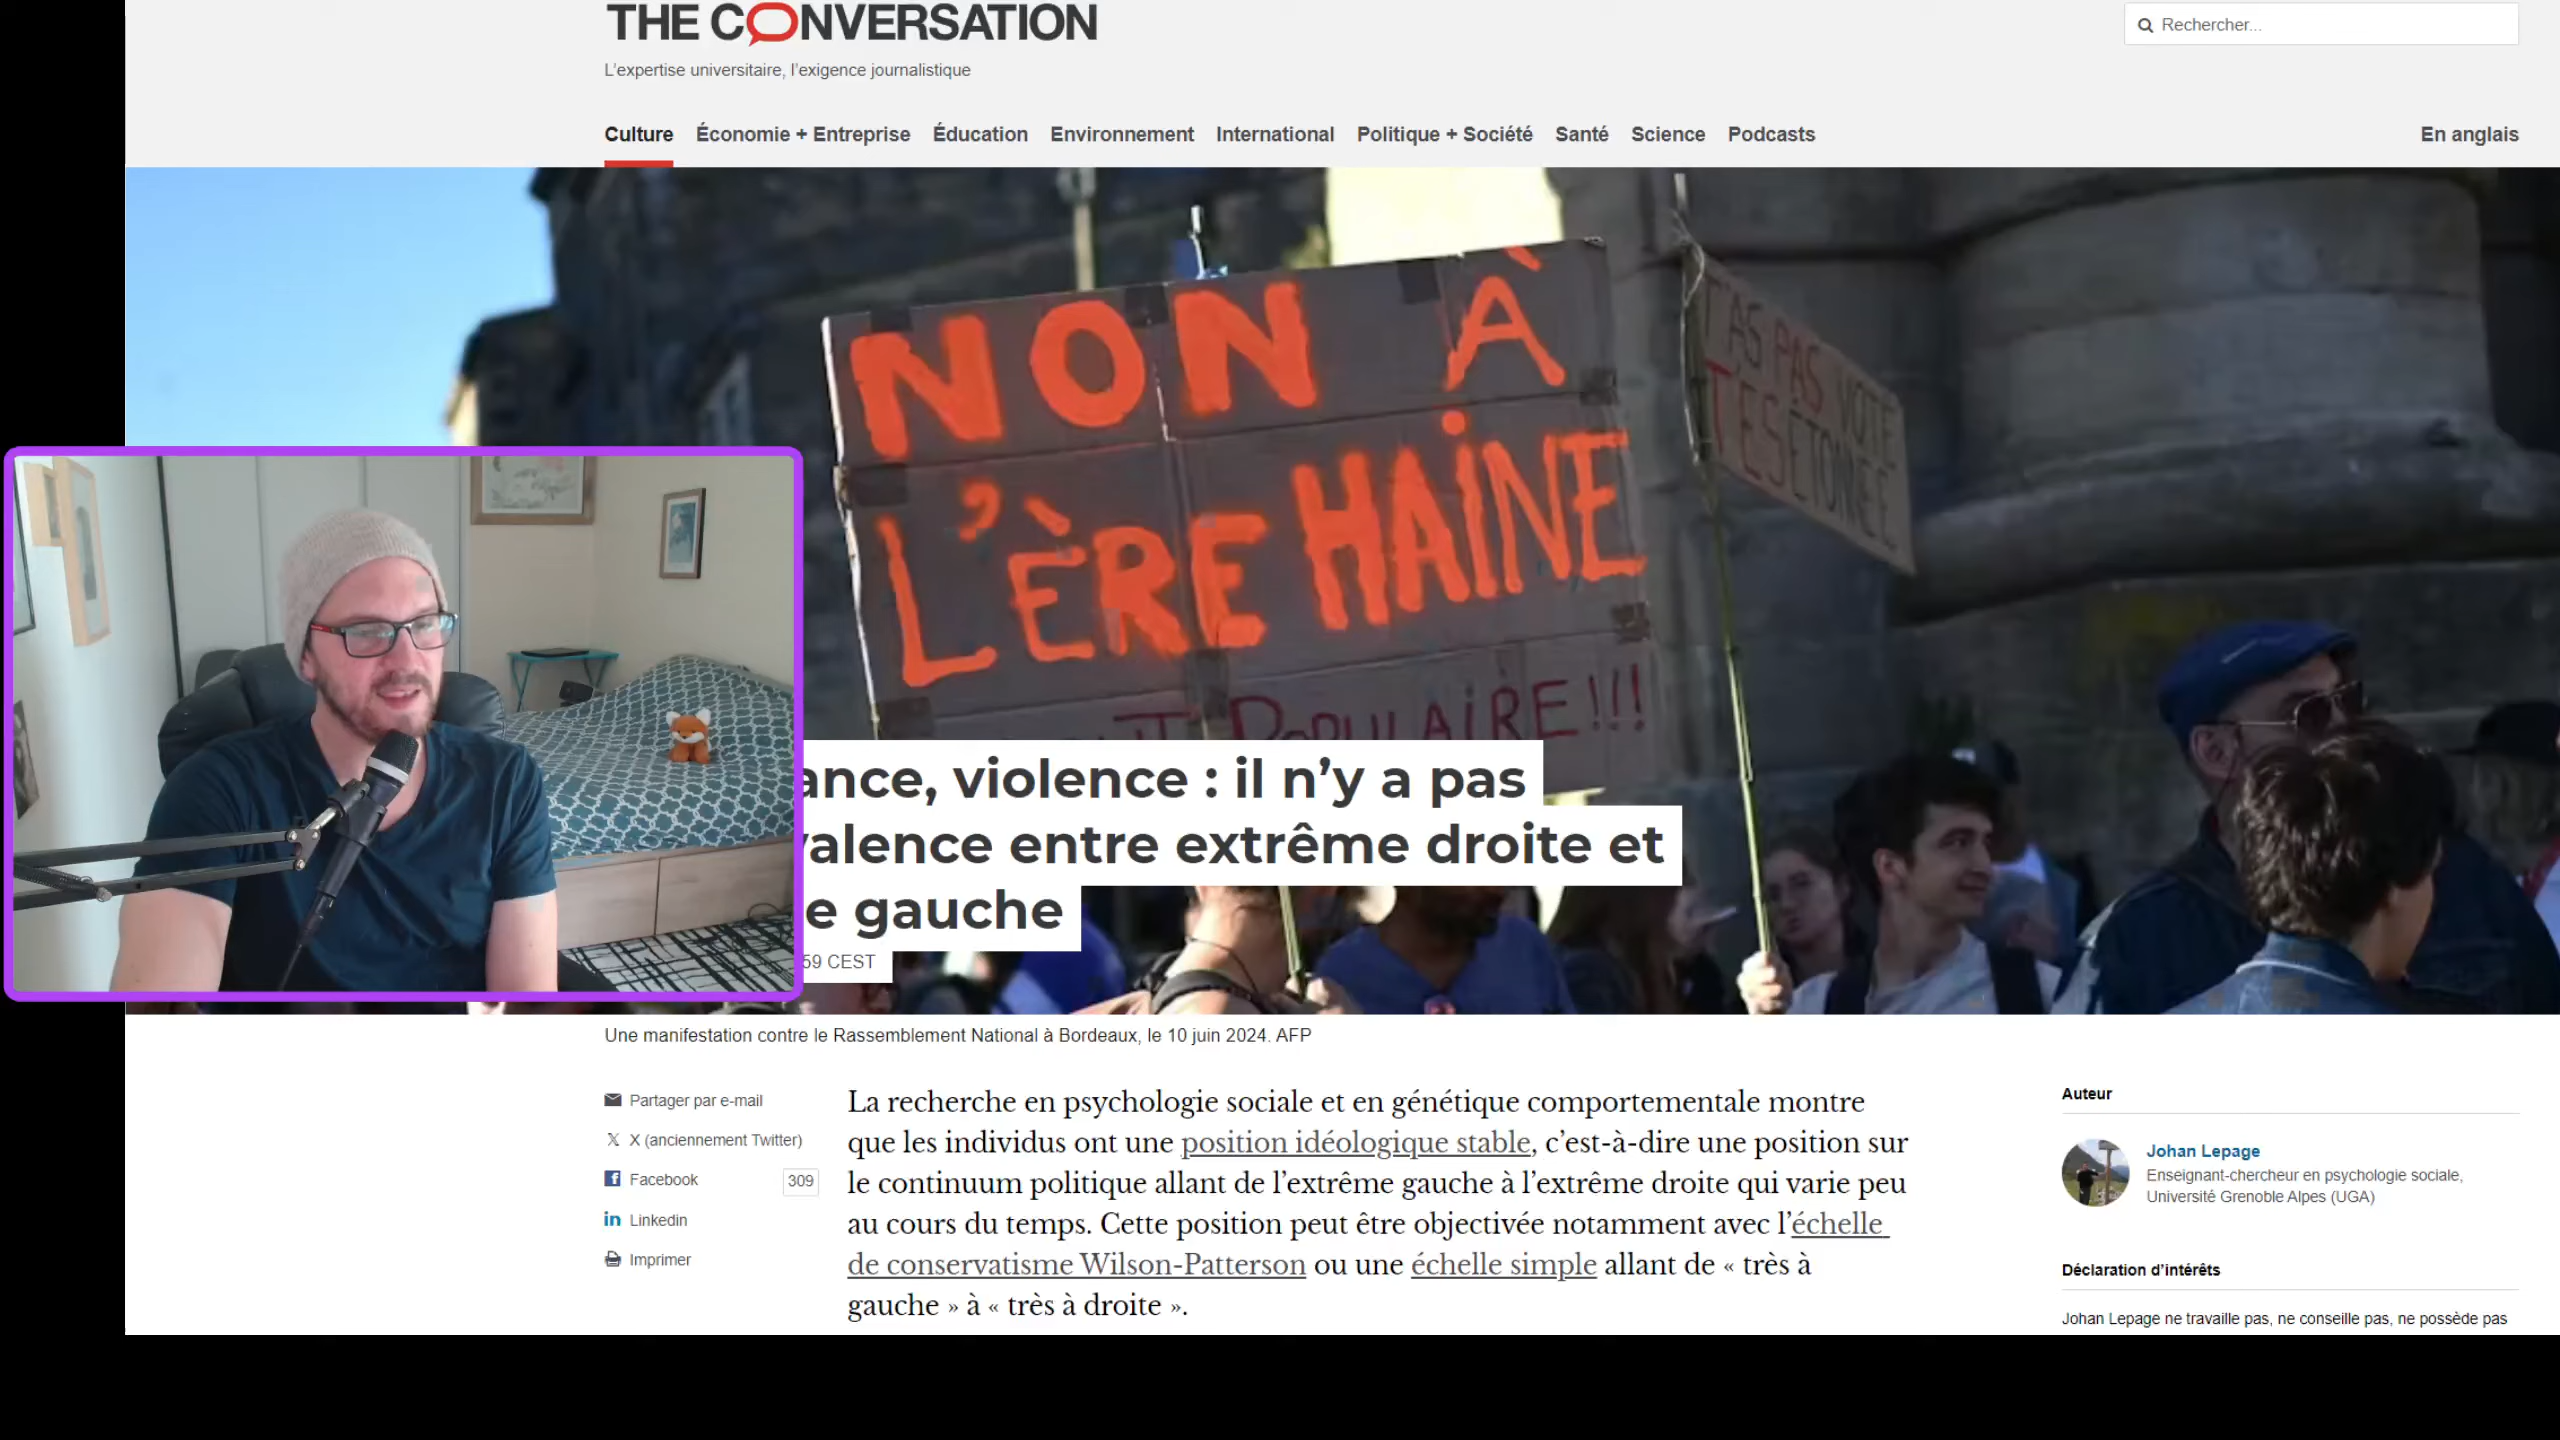 THE CONVERSATION
L'expertise universitaire, l'exigence journalistique
Rechercher...
Culture Économie + Entreprise Éducation Environnement International Politique + Société Santé Science Podcasts
En anglais
NON À
L'ÈRE HAINE
POPULAIRE!!!
T'AS PAS VOTÉ
T'ES ÉTONNÉE
ance, violence : il n'y a pas
valence entre extrême droite et
e gauche
59 CEST
Une manifestation contre le Rassemblement National à Bordeaux, le 10 juin 2024. AFP
Partager par e-mail
X (anciennement Twitter)
Facebook 309
Linkedin
Imprimer
La recherche en psychologie sociale et en génétique comportementale montre
que les individus ont une position idéologique stable, c'est-à-dire une position sur
le continuum politique allant de l'extrême gauche à l'extrême droite qui varie peu
au cours du temps. Cette position peut être objectivée notamment avec l'échelle
de conservatisme Wilson-Patterson ou une échelle simple allant de « très à
gauche » à « très à droite ».
Auteur
Johan Lepage
Enseignant-chercheur en psychologie sociale,
Université Grenoble Alpes (UGA)
Déclaration d'intérêts
Johan Lepage ne travaille pas, ne conseille pas, ne possède pas